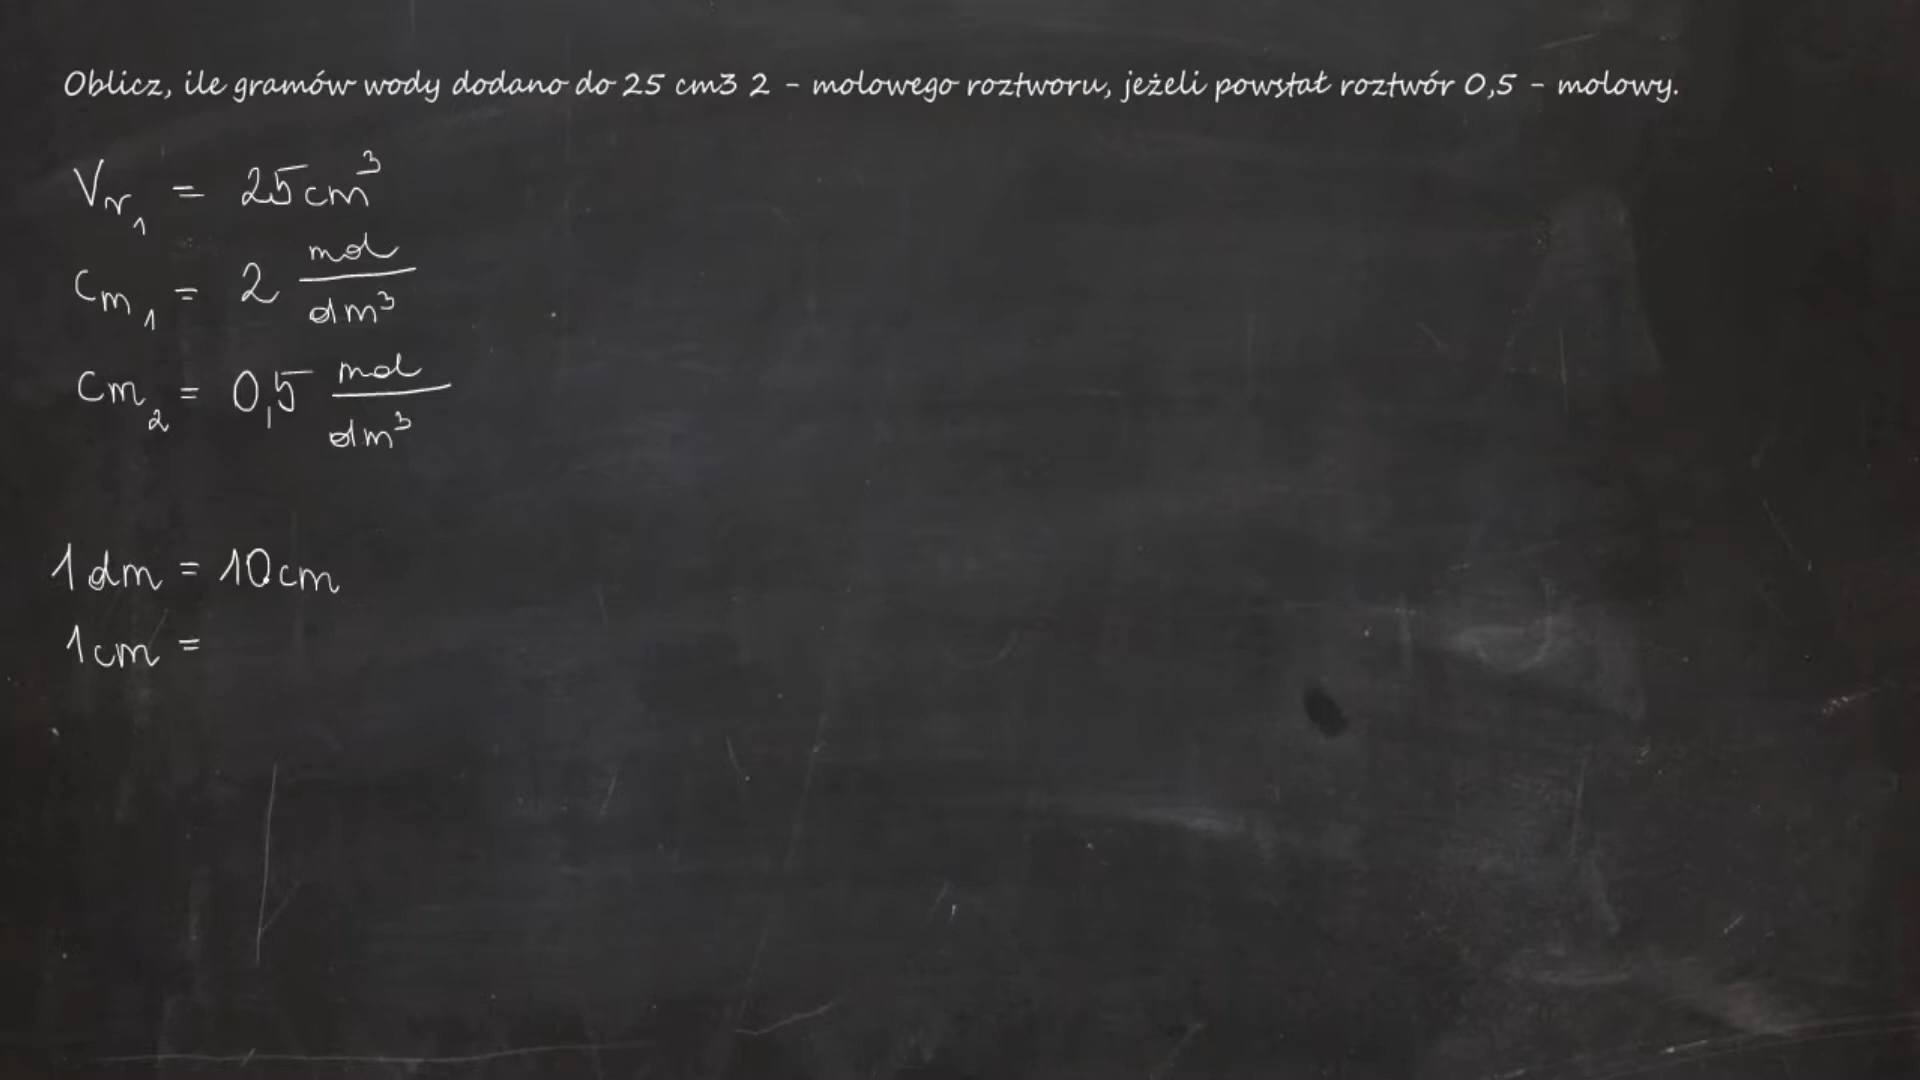 Oblicz, ile gramów wody dodano do 25 cm3 2 - molowego roztworu, jeżeli powstał roztwór 0,5 - molowy.
Vr₁ = 25cm³
Cm₁ = 2 mol/dm³
Cm₂ = 0,5 mol/dm³
1dm = 10cm
1cm =